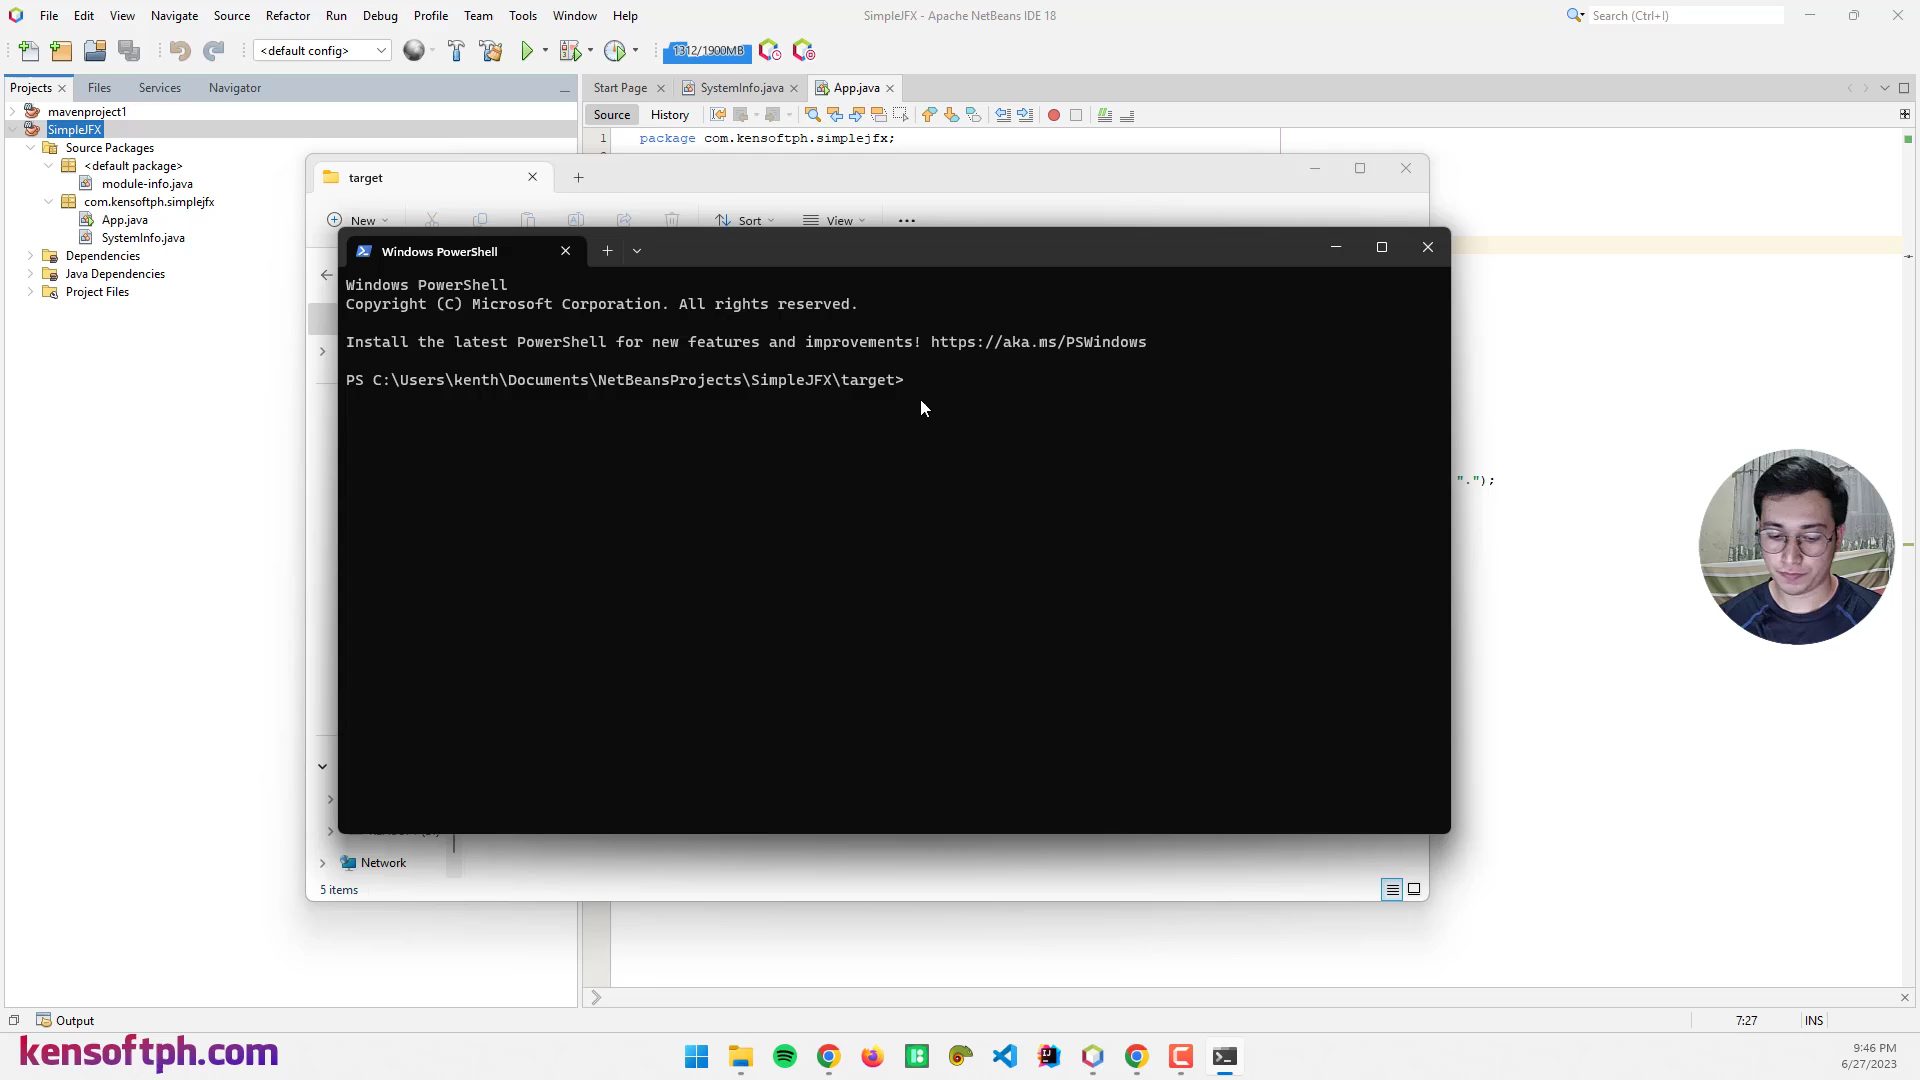 File Edit View Navigate Source Refactor Run Debug Profile Team Tools Window Help
SimpleJFX - Apache NetBeans IDE 18
Search (Ctrl+I)
<default config>
1312/1900MB
Projects Files Services Navigator
Start Page SystemInfo.java App.java
Source History
mavenproject1
SimpleJFX
Source Packages
<default package>
module-info.java
com.kensoftph.simplejfx
App.java
SystemInfo.java
Dependencies
Java Dependencies
Project Files
1 package com.kensoftph.simplejfx;
target
New Sort View
Windows PowerShell
Windows PowerShell
Copyright (C) Microsoft Corporation. All rights reserved.
Install the latest PowerShell for new features and improvements! https://aka.ms/PSWindows
PS C:\Users\kenth\Documents\NetBeansProjects\SimpleJFX\target>
".");
Network
5 items
Output
7:27 INS
kensoftph.com
9:46 PM
6/27/2023